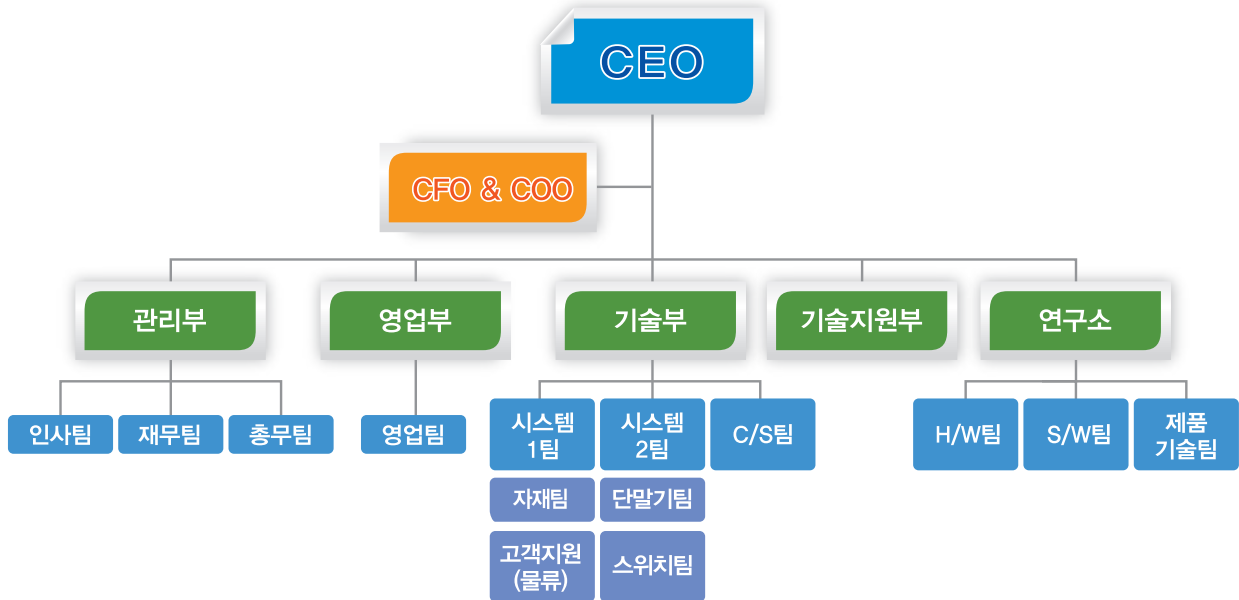 CEO
CFO & COO
관리부
영업부
기술부
기술지원부
연구소
인사팀
재무팀
총무팀
영업팀
시스템
1팀
시스템
2팀
C/S팀
H/W팀
S/W팀
제품
기술팀
자재팀
단말기팀
고객지원
(물류)
스위치팀